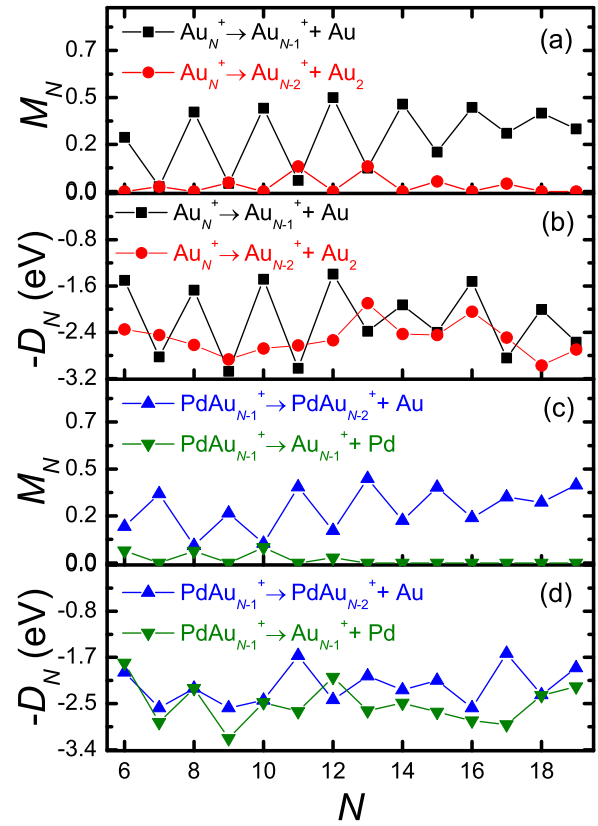 (a)
Au_N^+ → Au_{N-1}^+ + Au
Au_N^+ → Au_{N-2}^+ + Au_2
M_N
0.7
0.5
0.2
0.0
(b)
Au_N^+ → Au_{N-1}^+ + Au
Au_N^+ → Au_{N-2}^+ + Au_2
-D_N (eV)
-0.8
-1.6
-2.4
-3.2
(c)
PdAu_{N-1}^+ → PdAu_{N-2}^+ + Au
PdAu_{N-1}^+ → Au_{N-1}^+ + Pd
M_N
0.7
0.5
0.2
0.0
(d)
PdAu_{N-1}^+ → PdAu_{N-2}^+ + Au
PdAu_{N-1}^+ → Au_{N-1}^+ + Pd
-D_N (eV)
-0.8
-1.7
-2.5
-3.4
6 8 10 12 14 16 18
N